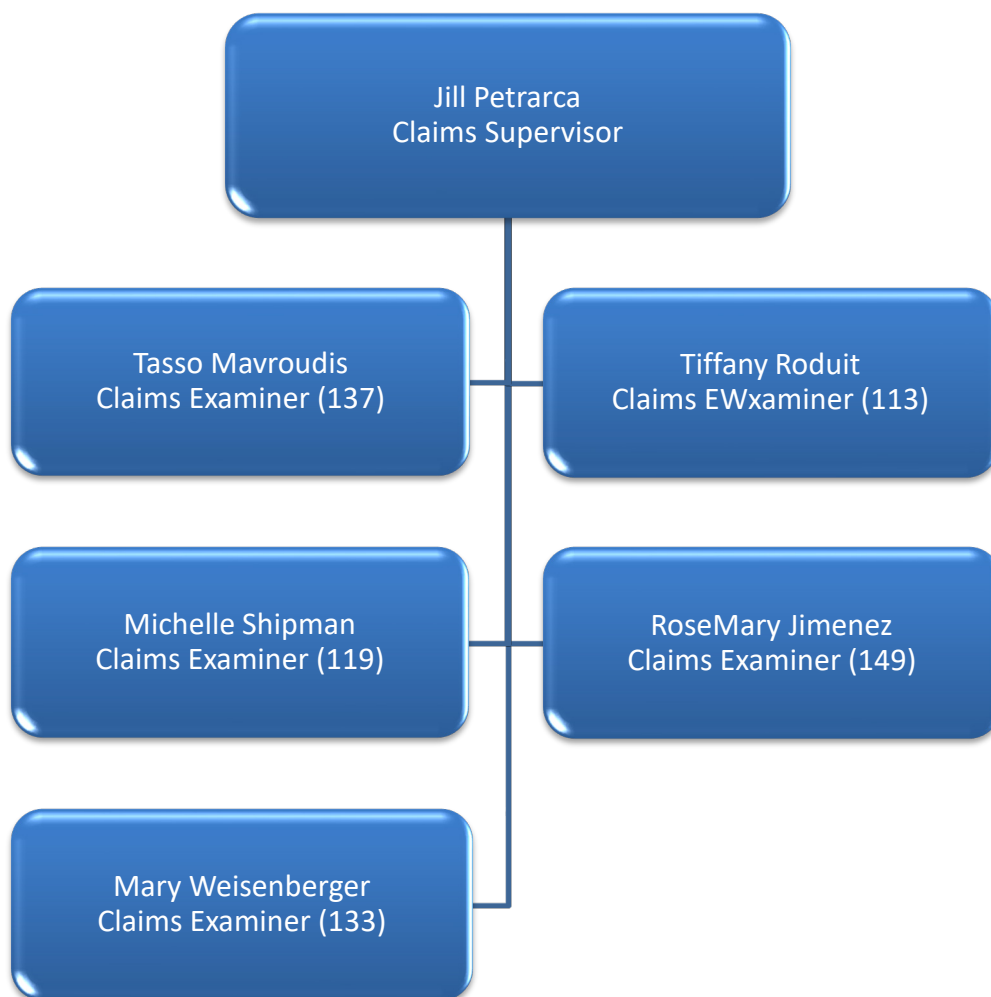 Jill Petrarca
Claims Supervisor
Tasso Mavroudis
Claims Examiner (137)
Tiffany Roduit
Claims EWxaminer (113)
Michelle Shipman
Claims Examiner (119)
RoseMary Jimenez
Claims Examiner (149)
Mary Weisenberger
Claims Examiner (133)